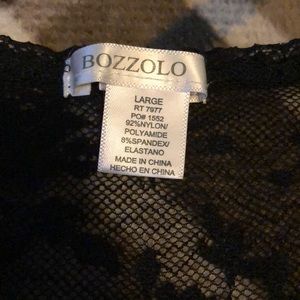 BOZZOLO
LARGE
RT 7977
PO# 1552
92%NYLON/
POLYAMIDE
8%SPANDEX/
ELASTANO
MADE IN CHINA
HECHO EN CHINA